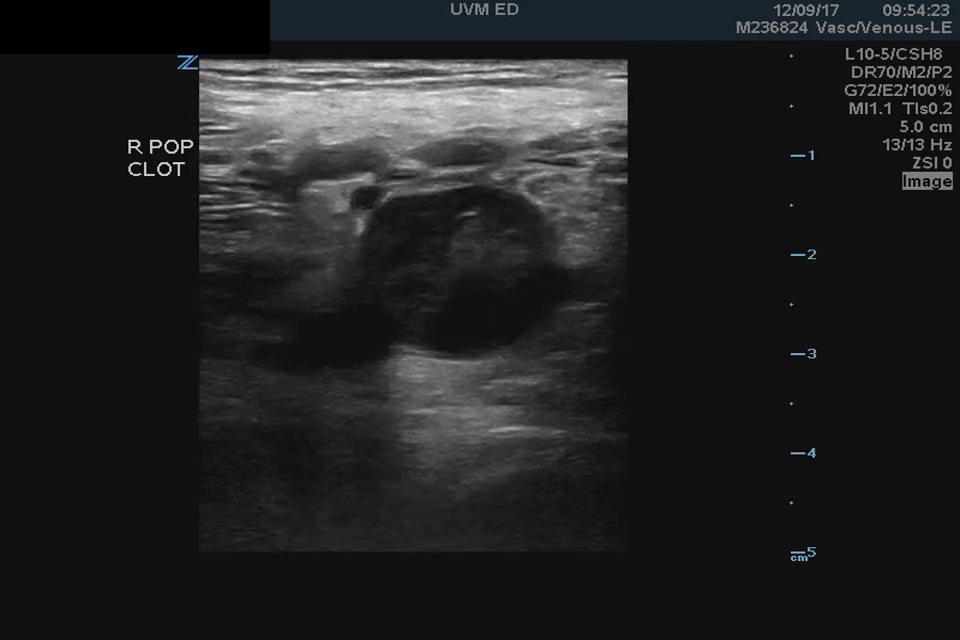 UVM ED
12/09/17 09:54:23
M236824 Vasc/Venous-LE
L10-5/CSH8
DR70/M2/P2
G72/E2/100%
MI1.1 TIs0.2
5.0 cm
13/13 Hz
ZSI 0
Image
Z
R POP
CLOT
1
2
3
4
5
cm